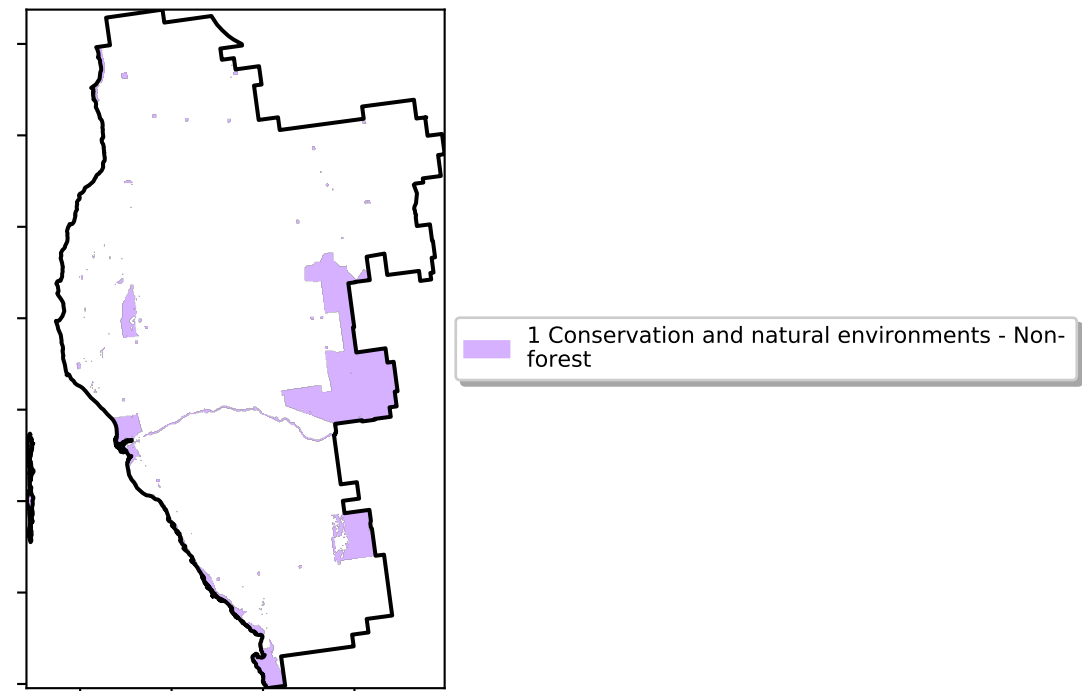 1 Conservation and natural environments - Non-
forest